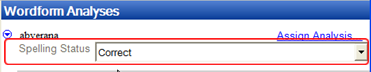 Wordform Analyses
abyerana Assign Analysis
Spelling Status Correct